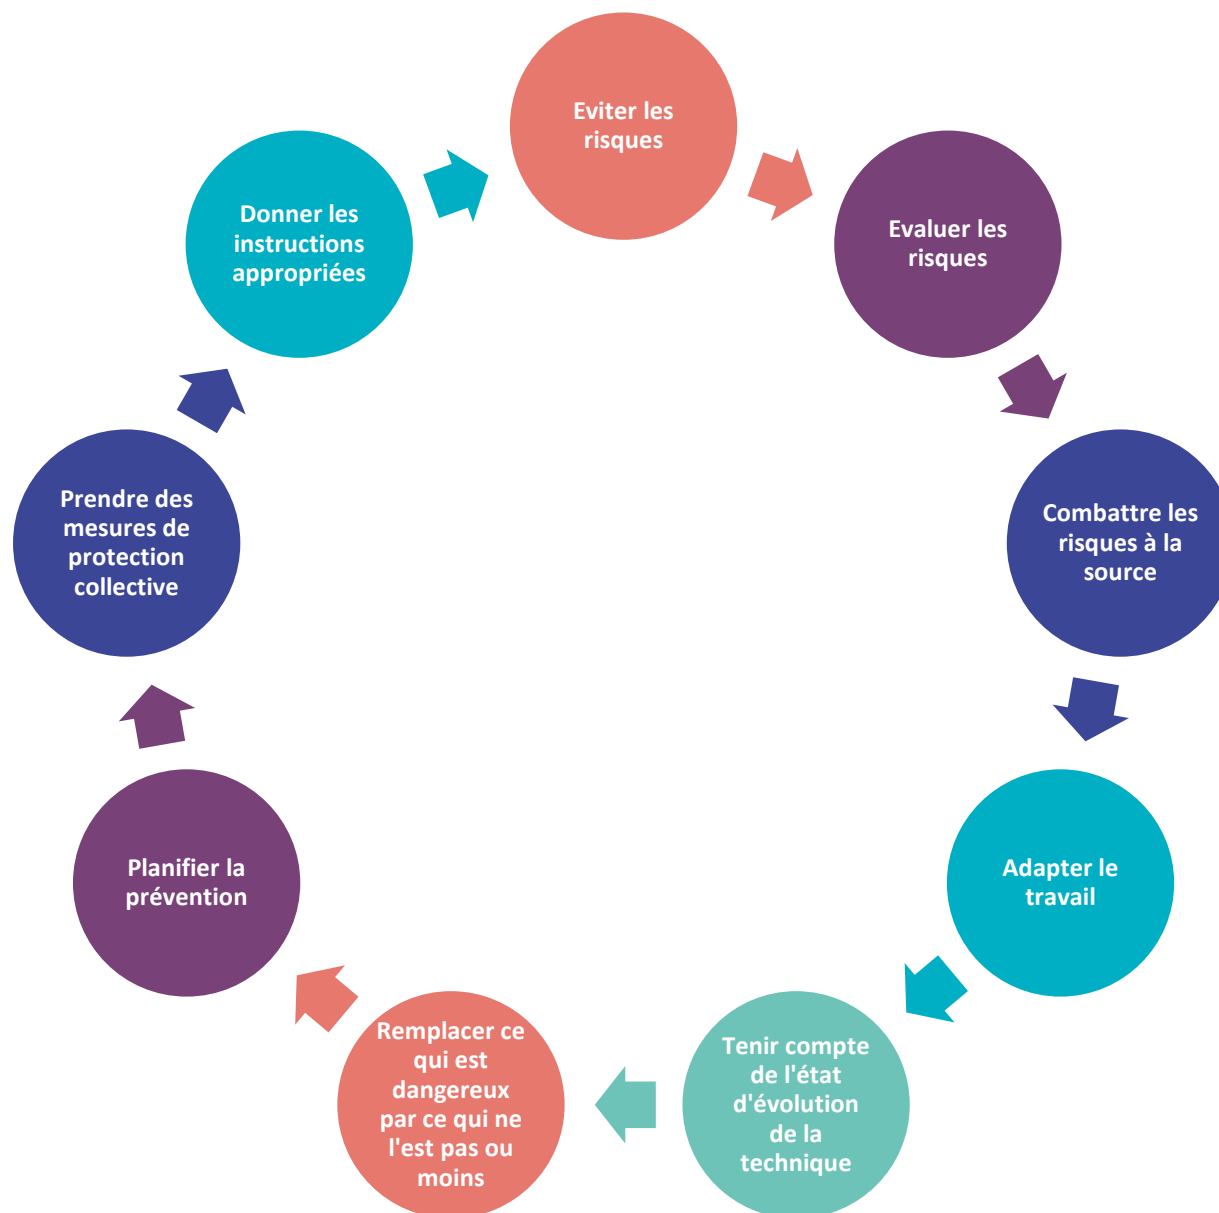 Eviter les
risques
Evaluer les
risques
Combattre les
risques à la
source
Adapter le
travail
Tenir compte
de l'état
d'évolution
de la
technique
Remplacer ce
qui est
dangereux
par ce qui ne
l'est pas ou
moins
Planifier la
prévention
Prendre des
mesures de
protection
collective
Donner les
instructions
appropriées